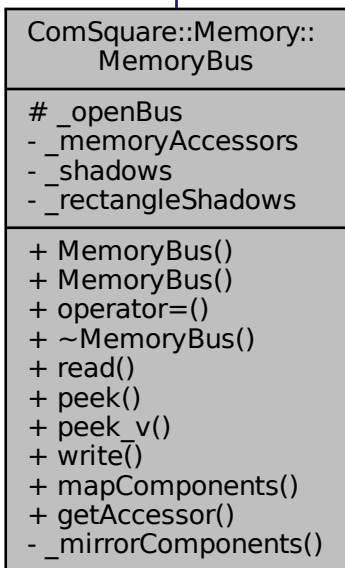 ComSquare::Memory::
MemoryBus
# _openBus
- _memoryAccessors
- _shadows
- _rectangleShadows
+ MemoryBus()
+ MemoryBus()
+ operator=()
+ ~MemoryBus()
+ read()
+ peek()
+ peek_v()
+ write()
+ mapComponents()
+ getAccessor()
- _mirrorComponents()